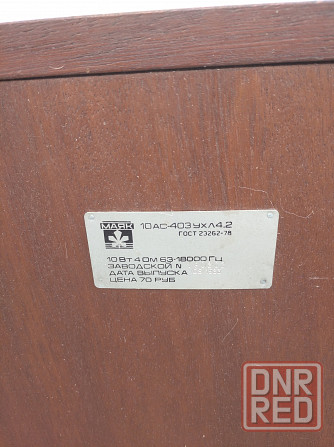 МАЯК
10АС-403 УХЛ4.2
ГОСТ 23262-78
10 Вт 4 Ом 63-18000 Гц
ЗАВОДСКОЙ N
ДАТА ВЫПУСКА
ЦЕНА 70 РУБ
DNR
RED